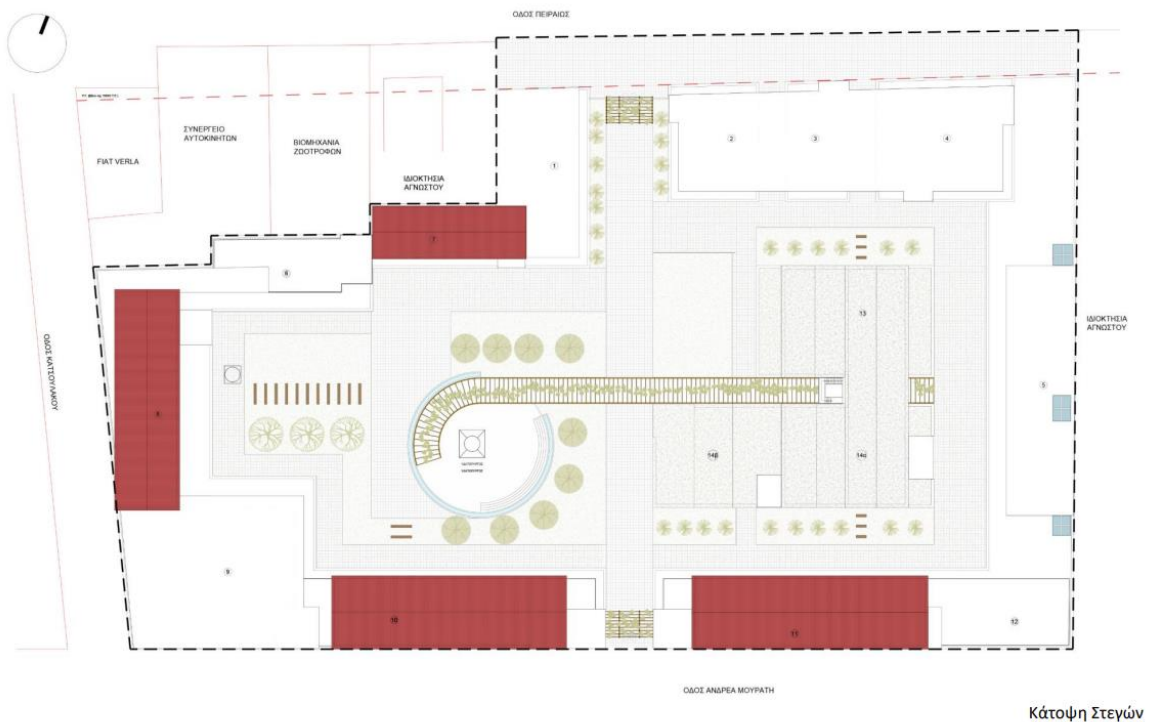 ΟΔΟΣ ΠΕΙΡΑΙΩΣ
ΣΥΝΕΡΓΕΙΟ
ΑΥΤΟΚΙΝΗΤΩΝ
ΒΙΟΜΗΧΑΝΙΑ
ΖΩΟΤΡΟΦΩΝ
FIAT VERLA
ΙΔΙΟΚΤΗΣΙΑ
ΑΓΝΩΣΤΟΥ
1
2
3
4
7
6
13
ΙΔΙΟΚΤΗΣΙΑ
ΑΓΝΩΣΤΟΥ
ΟΔΟΣ ΚΑΤΣΟΥΛΑΚΟΥ
5
14β
14α
9
10
11
12
ΟΔΟΣ ΑΝΔΡΕΑ ΜΟΥΡΑΤΗ
Κάτοψη Στεγών